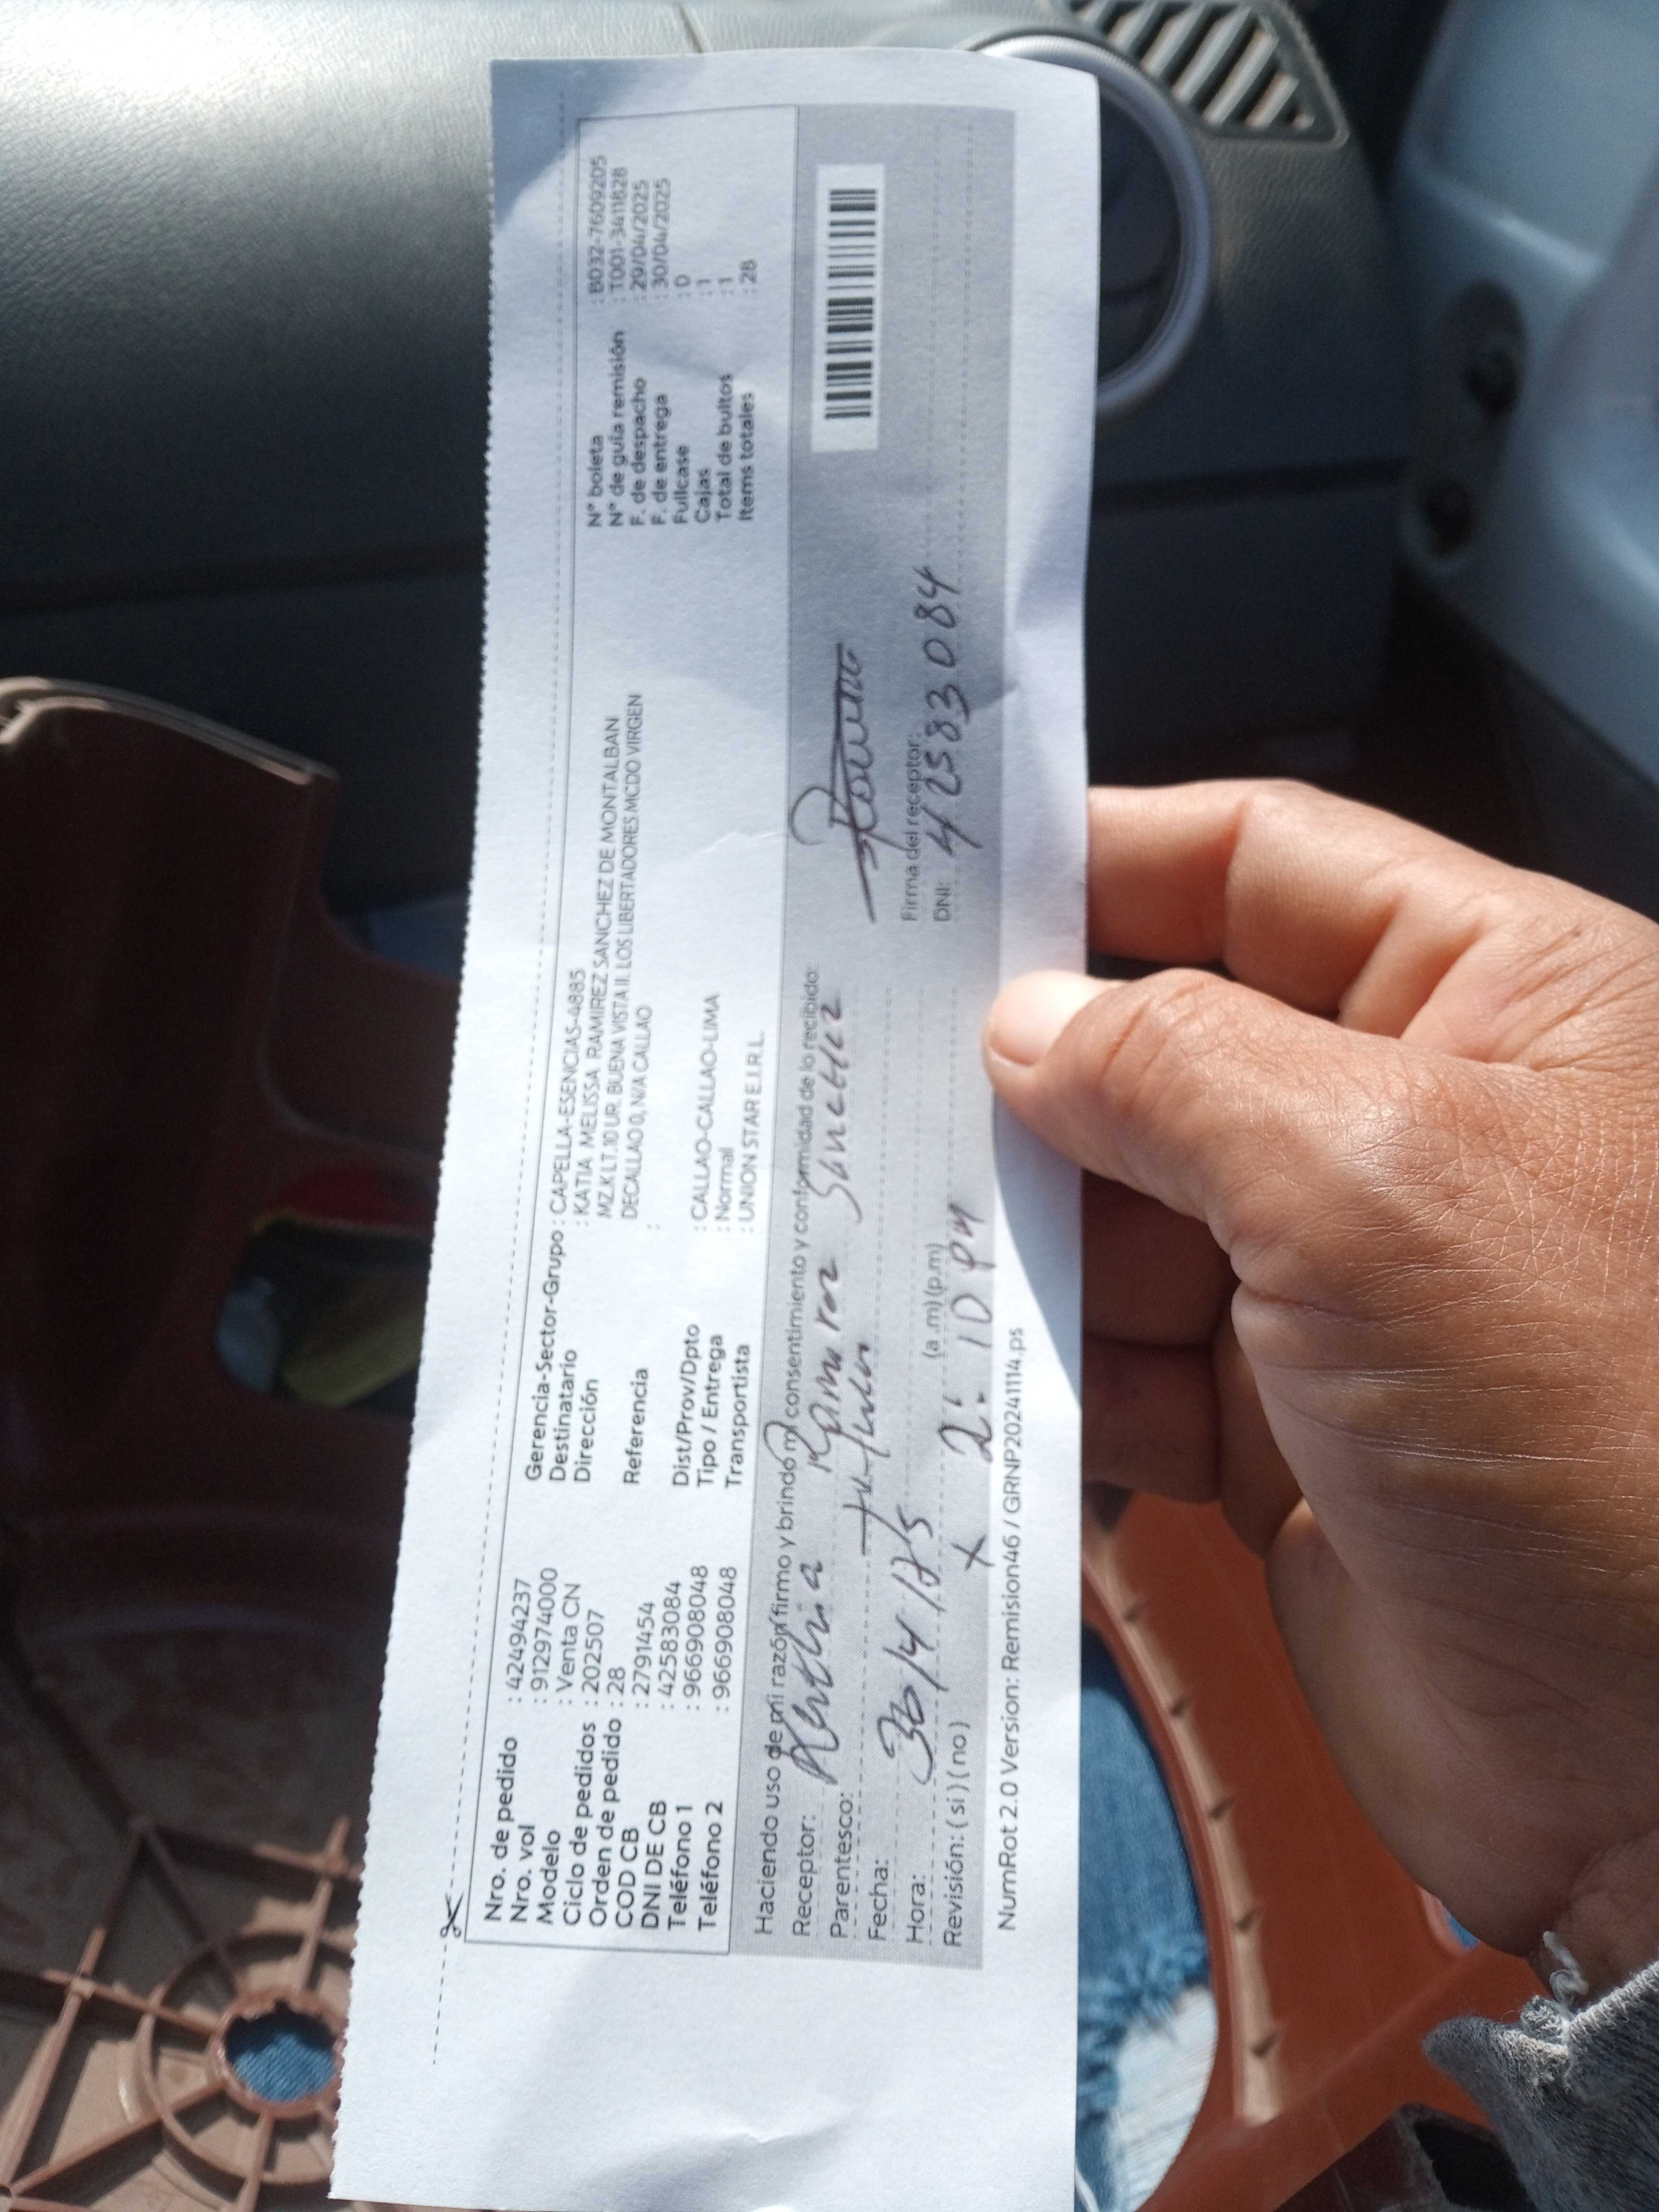 Nro. de pedido : 42494237
Nro. vol : 912974000
Modelo : Venta CN
Ciclo de pedidos : 202507
Orden de pedido : 28
COD CB : 2791454
DNI DE CB : 42583084
Teléfono 1 : 966908048
Teléfono 2 : 966908048
Gerencia-Sector-Grupo : CAPELLA-ESENCIAS-4885
Destinatario : KATIA MELISSA RAMIREZ SANCHEZ DE MONTALBAN
Dirección MZ.K LT.10 UR. BUENA VISTA II. LOS LIBERTADORES MCDO VIRGEN
DECALLAO 0, N/A CALLAO
Referencia :
Dist/Prov/Dpto : CALLAO-CALLAO-LIMA
Tipo / Entrega : Normal
Transportista : UNION STAR E.I.R.L.
N° boleta : B032-7609205
N° de guía remisión : T001-3411828
F. de despacho : 29/04/2025
F. de entrega : 30/04/2025
Fullcase : 0
Cajas : 1
Total de bultos : 1
Items totales : 28
Haciendo uso de mi razón firmo y brindo mi consentimiento y conformidad de lo recibido:
Receptor: Ramirez Sanchez
Parentesco: titular
Fecha: 30/4/25
Hora: (a.m) (p.m)
Revisión: ( si ) ( no ) x 2:10 pm
Firma del receptor:
DNI: 42583084
NumRot 2.0 Version: Remision46 / GRNP20241114.ps